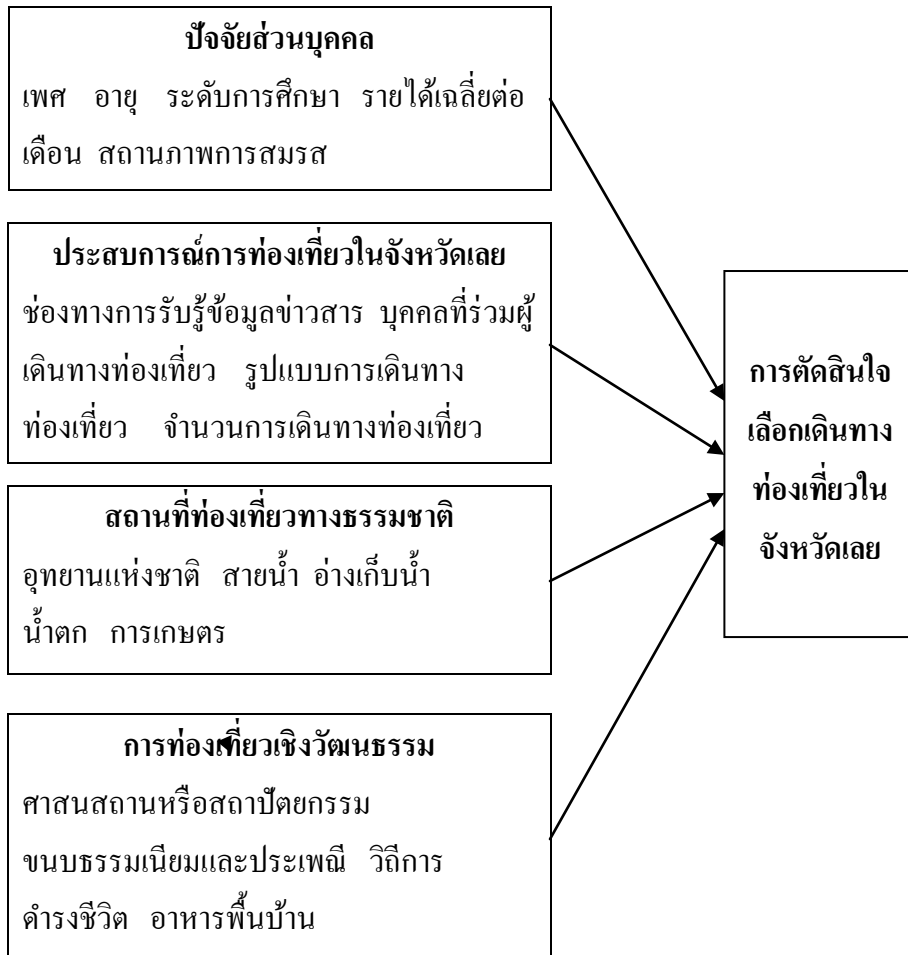 ปัจจัยส่วนบุคคล
เพศ อายุ ระดับการศึกษา รายได้เฉลี่ยต่อ
เดือน สถานภาพการสมรส
ประสบการณ์การท่องเที่ยวในจังหวัดเลย
ช่องทางการรับรู้ข้อมูลข่าวสาร บุคคลที่ร่วมผู้
เดินทางท่องเที่ยว รูปแบบการเดินทาง
ท่องเที่ยว จำนวนการเดินทางท่องเที่ยว
สถานที่ท่องเที่ยวทางธรรมชาติ
อุทยานแห่งชาติ สายน้ำ อ่างเก็บน้ำ
น้ำตก การเกษตร
การท่องเที่ยวเชิงวัฒนธรรม
ศาสนสถานหรือสถาปัตยกรรม
ขนบธรรมเนียมและประเพณี วิถีการ
ดำรงชีวิต อาหารพื้นบ้าน
การตัดสินใจ
เลือกเดินทาง
ท่องเที่ยวใน
จังหวัดเลย